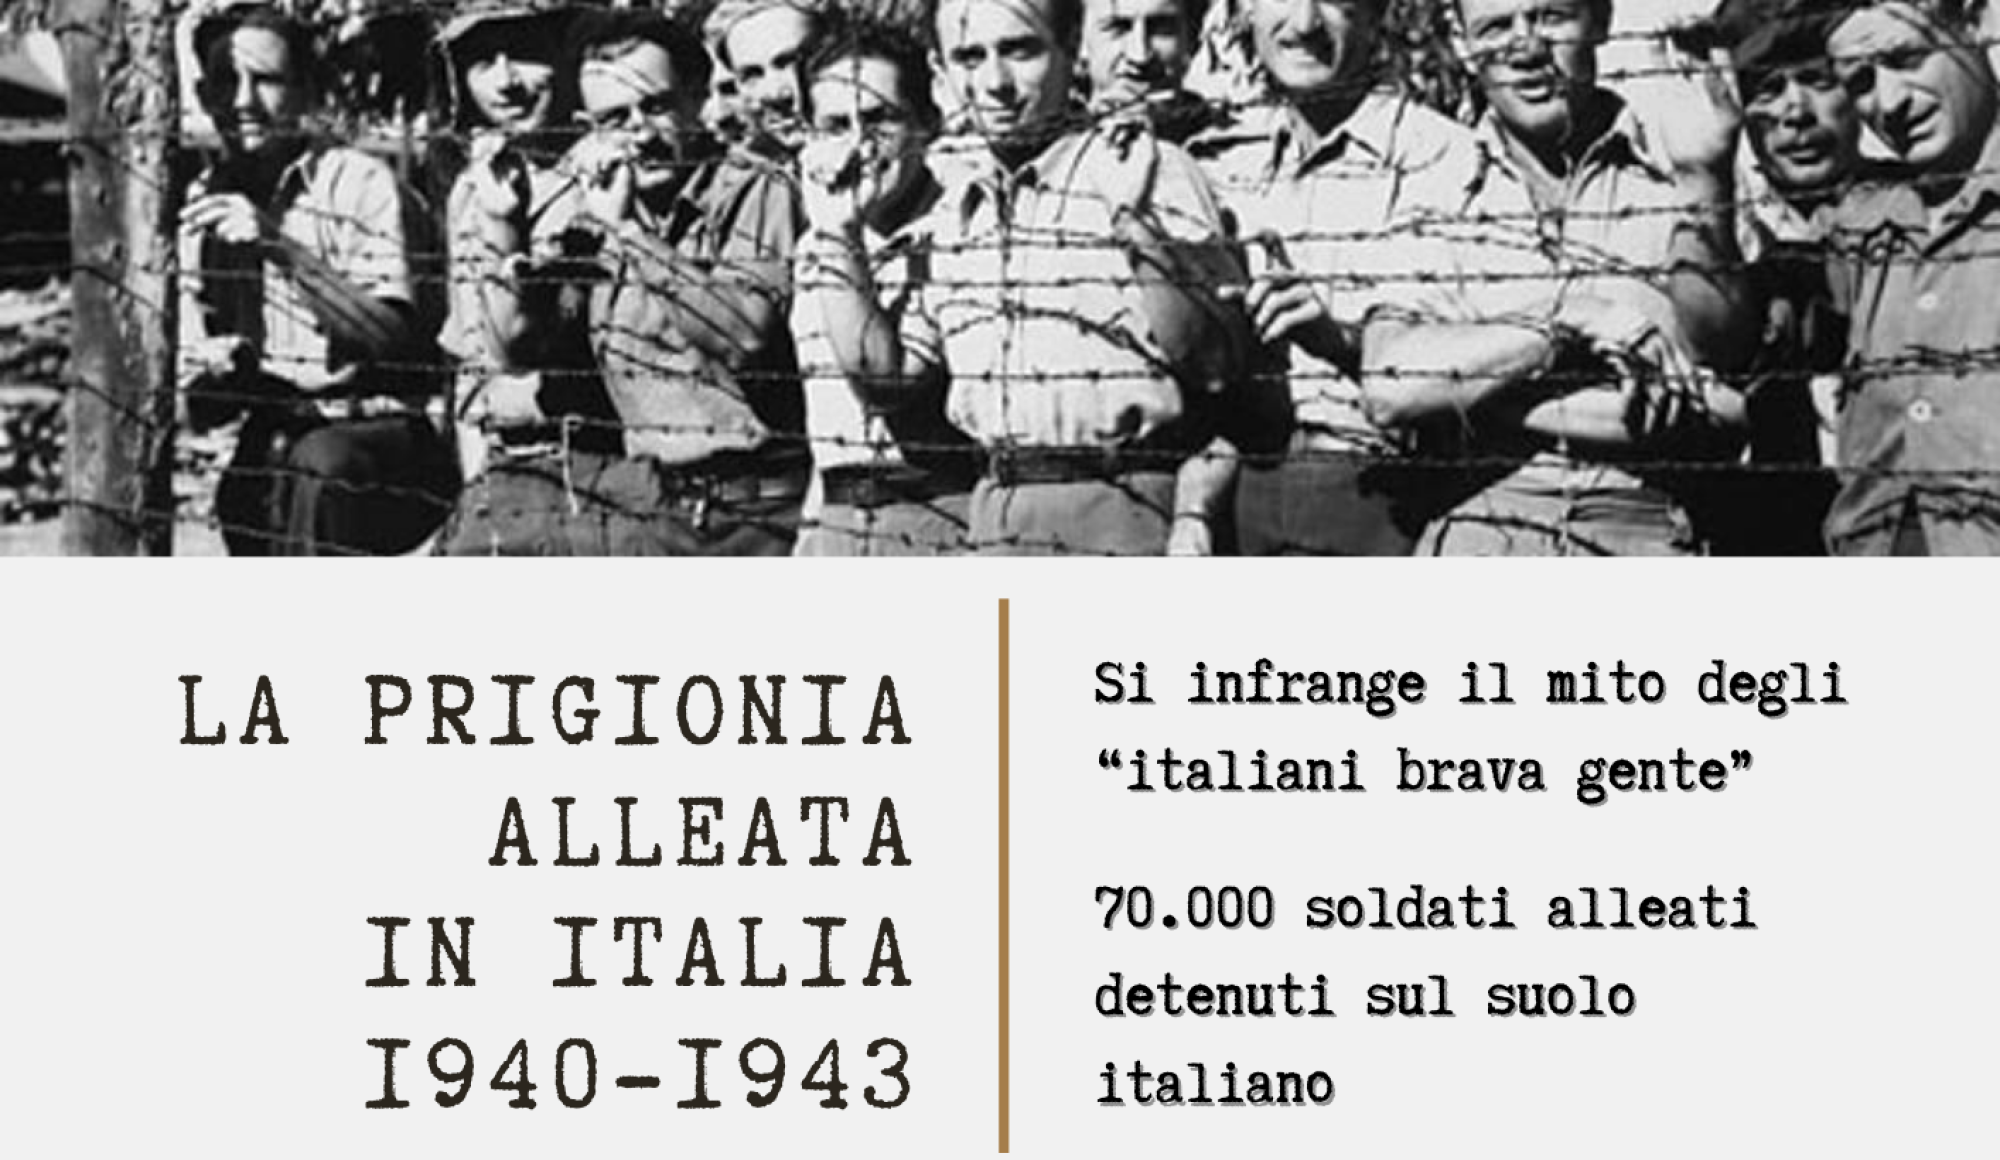 LA PRIGIONIA
ALLEATA
IN ITALIA
1940-1943
Si infrange il mito degli
“italiani brava gente”
70.000 soldati alleati
detenuti sul suolo
italiano